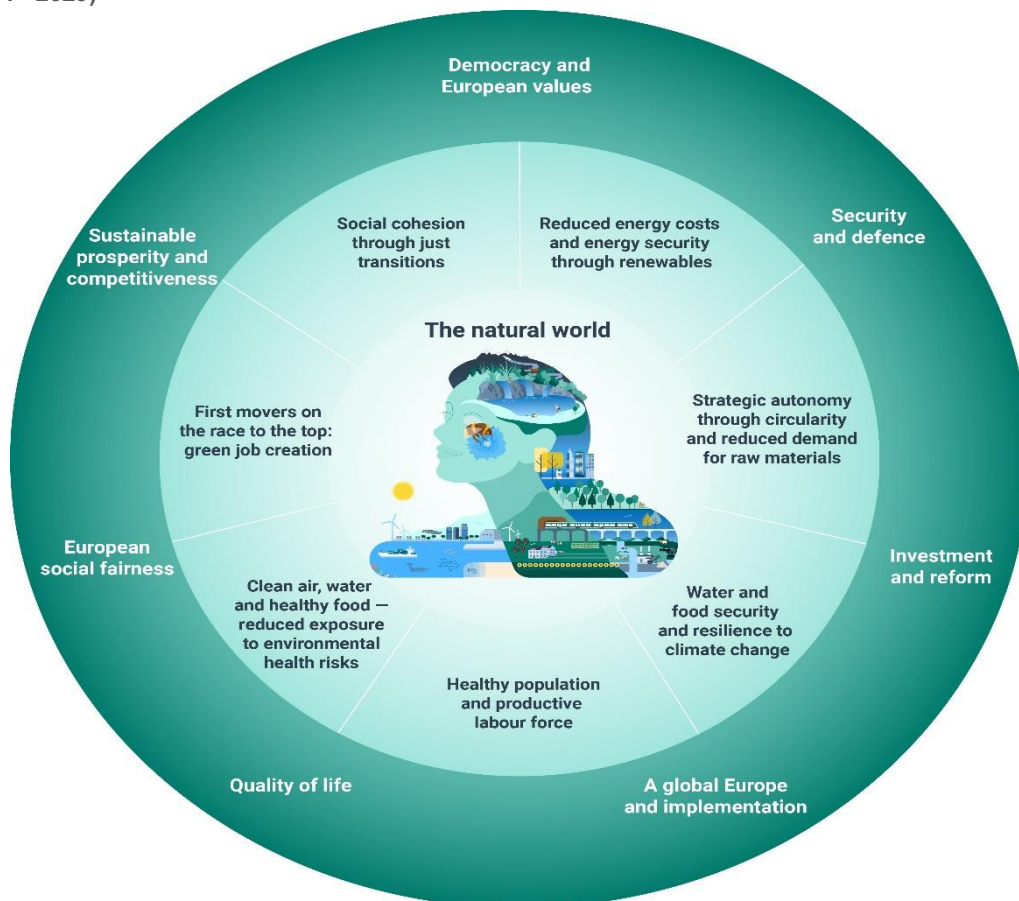 Democracy and
European values
Security
and defence
Sustainable
prosperity and
competitiveness
Social cohesion
through just
transitions
Reduced energy costs
and energy security
through renewables
The natural world
First movers on
the race to the top:
green job creation
Strategic autonomy
through circularity
and reduced demand
for raw materials
European
social fairness
Investment
and reform
Clean air, water
and healthy food —
reduced exposure
to environmental
health risks
Water and
food security
and resilience to
climate change
Healthy population
and productive
labour force
Quality of life
A global Europe
and implementation